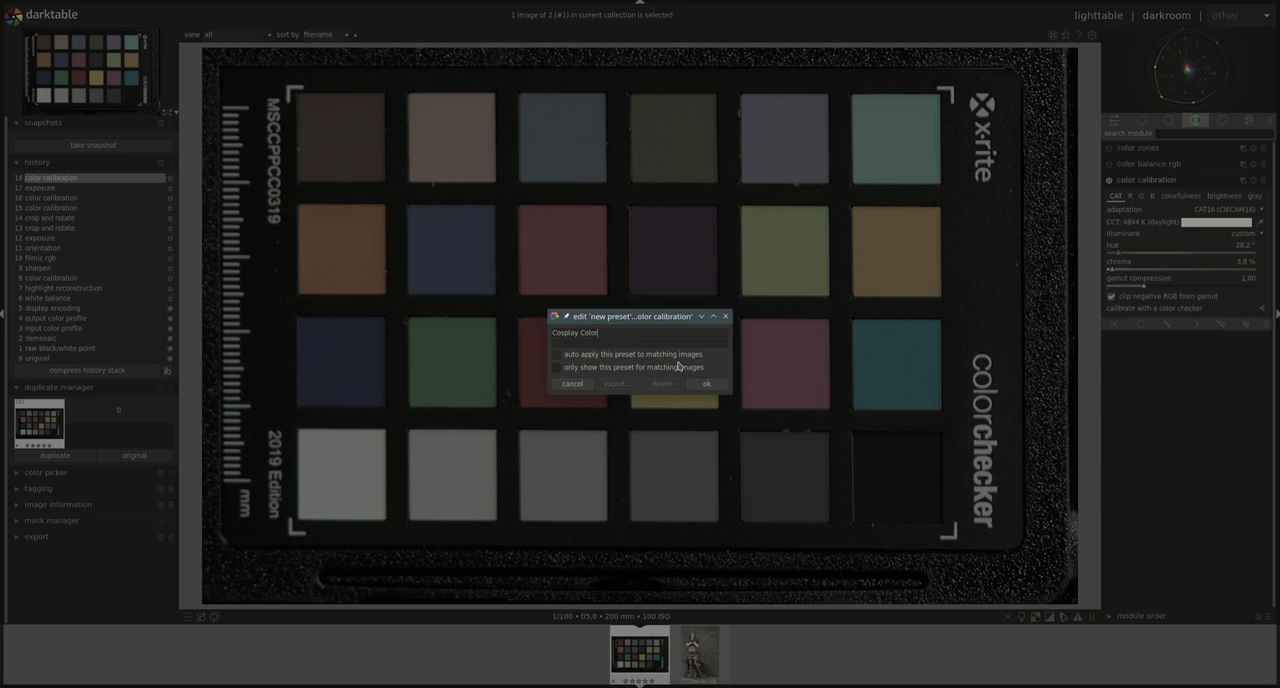 darktable
1 image of 2 (#1) in current collection is selected
lighttable | darkroom | other
view all sort by filename
snapshots
take snapshot
history
18 color calibration
17 exposure
16 color calibration
15 color calibration
14 crop and rotate
13 crop and rotate
12 exposure
11 orientation
10 filmic rgb
9 sharpen
8 color calibration
7 highlight reconstruction
6 white balance
5 display encoding
4 output color profile
3 input color profile
2 demosaic
1 raw black/white point
0 original
compress history stack
duplicate manager
0
duplicate original
color picker
tagging
image information
mask manager
export
MSCCPPCC0319
2019 Edition
mm
x-rite
colorchecker
edit `new preset'...olor calibration'
Cosplay Color
auto apply this preset to matching images
only show this preset for matching images
cancel export... delete ok
search module
color zones
color balance rgb
color calibration
CAT R G B colorfulness brightness gray
adaptation CAT16 (CIECAM16)
CCT: 4844 K (daylight)
illuminant custom
hue 28,2 °
chroma 3,8 %
gamut compression 1,00
clip negative RGB from gamut
calibrate with a color checker
1/100 • f/5,0 • 200 mm • 100 ISO
module order